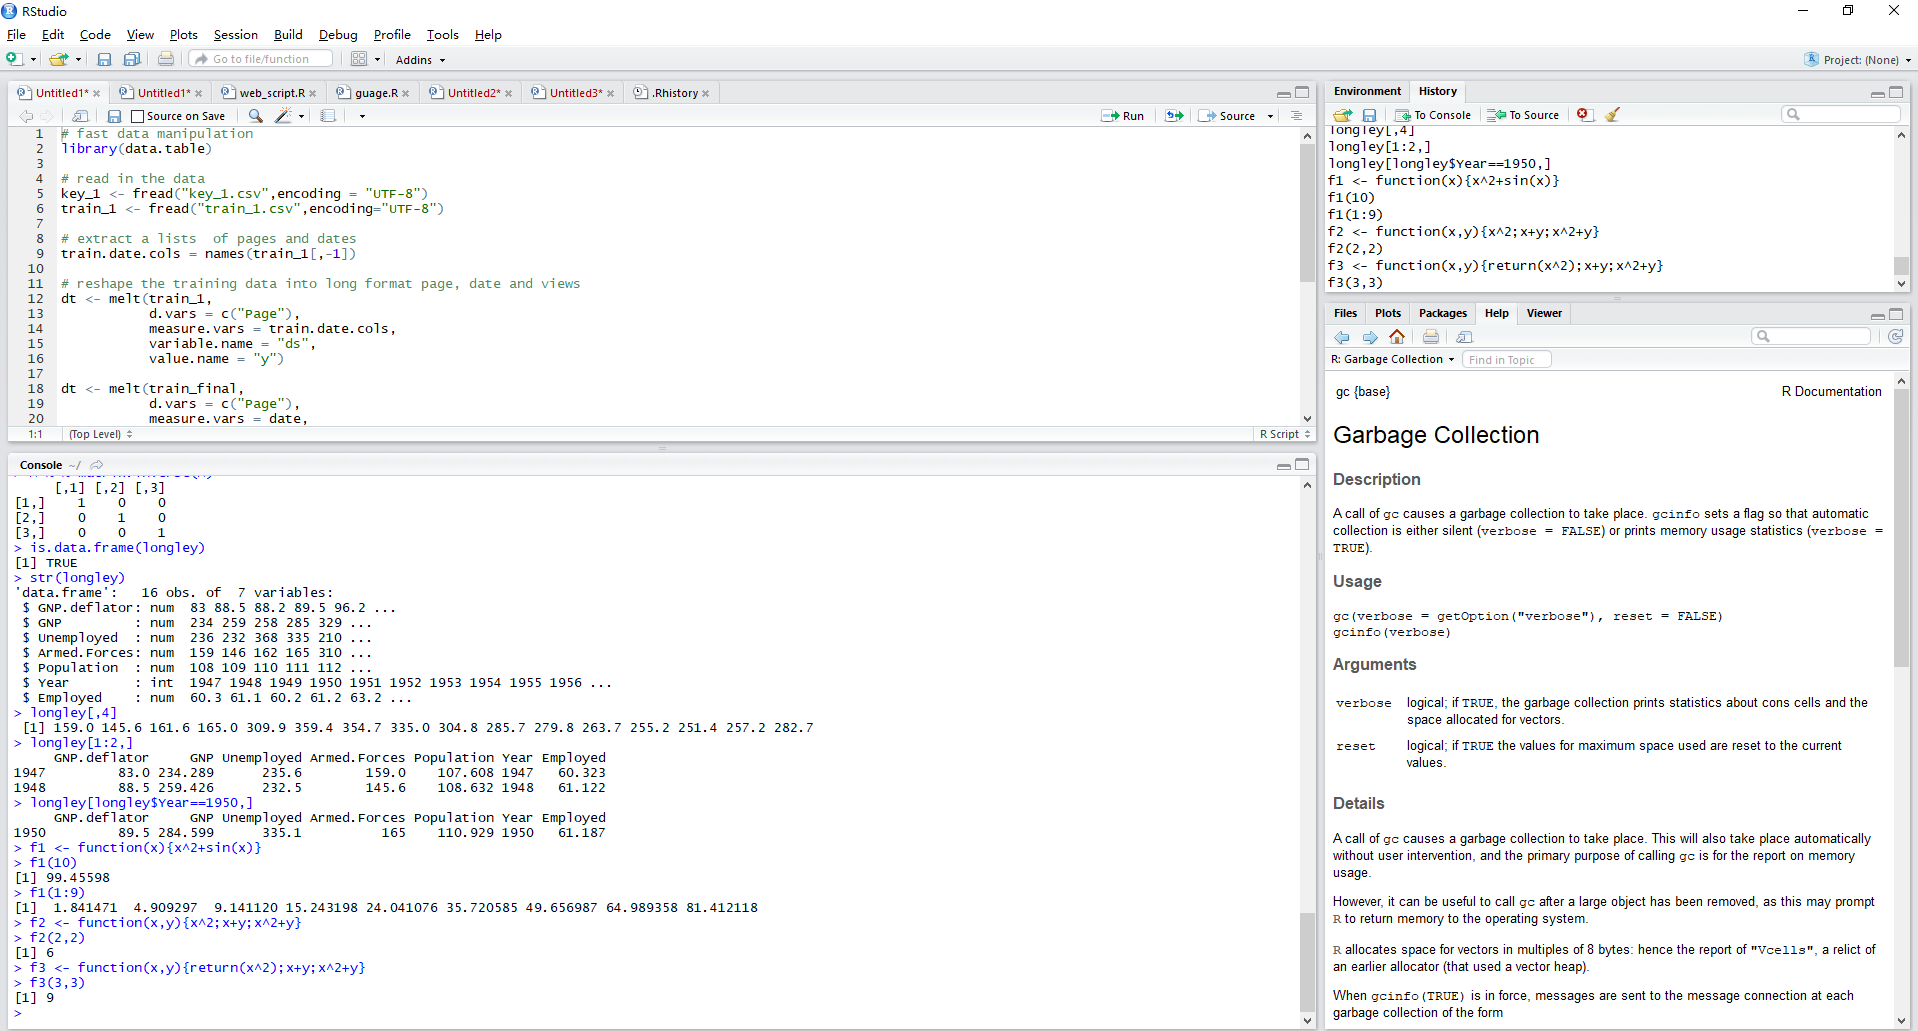 RStudio
File Edit Code View Plots Session Build Debug Profile Tools Help
Go to file/function Addins Project: (None)
Untitled1* Untitled1* web_script.R guage.R Untitled2* Untitled3* .Rhistory
Source on Save Run Source
1 # fast data manipulation
2 library(data.table)
3
4 # read in the data
5 key_1 <- fread("key_1.csv",encoding = "UTF-8")
6 train_1 <- fread("train_1.csv",encoding="UTF-8")
7
8 # extract a lists  of pages and dates
9 train.date.cols = names(train_1[,-1])
10
11 # reshape the training data into long format page, date and views
12 dt <- melt(train_1,
13            d.vars = c("Page"),
14            measure.vars = train.date.cols,
15            variable.name = "ds",
16            value.name = "y")
17
18 dt <- melt(train_final,
19            d.vars = c("Page"),
20            measure.vars = date,
1:1 (Top Level) R Script
Console ~/
     [,1] [,2] [,3]
[1,]    1    0    0
[2,]    0    1    0
[3,]    0    0    1
> is.data.frame(longley)
[1] TRUE
> str(longley)
'data.frame':   16 obs. of  7 variables:
 $ GNP.deflator: num  83 88.5 88.2 89.5 96.2 ...
 $ GNP         : num  234 259 258 285 329 ...
 $ Unemployed  : num  236 232 368 335 210 ...
 $ Armed.Forces: num  159 146 162 165 310 ...
 $ Population  : num  108 109 110 111 112 ...
 $ Year        : int  1947 1948 1949 1950 1951 1952 1953 1954 1955 1956 ...
 $ Employed    : num  60.3 61.1 60.2 61.2 63.2 ...
> longley[,4]
 [1] 159.0 145.6 161.6 165.0 309.9 359.4 354.7 335.0 304.8 285.7 279.8 263.7 255.2 251.4 257.2 282.7
> longley[1:2,]
     GNP.deflator     GNP Unemployed Armed.Forces Population Year Employed
1947         83.0 234.289      235.6        159.0    107.608 1947   60.323
1948         88.5 259.426      232.5        145.6    108.632 1948   61.122
> longley[longley$Year==1950,]
     GNP.deflator     GNP Unemployed Armed.Forces Population Year Employed
1950         89.5 284.599      335.1          165    110.929 1950   61.187
> f1 <- function(x){x^2+sin(x)}
> f1(10)
[1] 99.45598
> f1(1:9)
[1]  1.841471  4.909297  9.141120 15.243198 24.041076 35.720585 49.656987 64.989358 81.412118
> f2 <- function(x,y){x^2;x+y;x^2+y}
> f2(2,2)
[1] 6
> f3 <- function(x,y){return(x^2);x+y;x^2+y}
> f3(3,3)
[1] 9
>
Environment History
To Console To Source
longley[,4]
longley[1:2,]
longley[longley$Year==1950,]
f1 <- function(x){x^2+sin(x)}
f1(10)
f1(1:9)
f2 <- function(x,y){x^2;x+y;x^2+y}
f2(2,2)
f3 <- function(x,y){return(x^2);x+y;x^2+y}
f3(3,3)
Files Plots Packages Help Viewer
R: Garbage Collection Find in Topic
gc {base} R Documentation
Garbage Collection
Description
A call of gc causes a garbage collection to take place. gcinfo sets a flag so that automatic
collection is either silent (verbose = FALSE) or prints memory usage statistics (verbose =
TRUE).
Usage
gc(verbose = getOption("verbose"), reset = FALSE)
gcinfo(verbose)
Arguments
verbose logical; if TRUE, the garbage collection prints statistics about cons cells and the
space allocated for vectors.
reset logical; if TRUE the values for maximum space used are reset to the current
values.
Details
A call of gc causes a garbage collection to take place. This will also take place automatically
without user intervention, and the primary purpose of calling gc is for the report on memory
usage.
However, it can be useful to call gc after a large object has been removed, as this may prompt
R to return memory to the operating system.
R allocates space for vectors in multiples of 8 bytes: hence the report of "Vcells", a relict of
an earlier allocator (that used a vector heap).
When gcinfo(TRUE) is in force, messages are sent to the message connection at each
garbage collection of the form